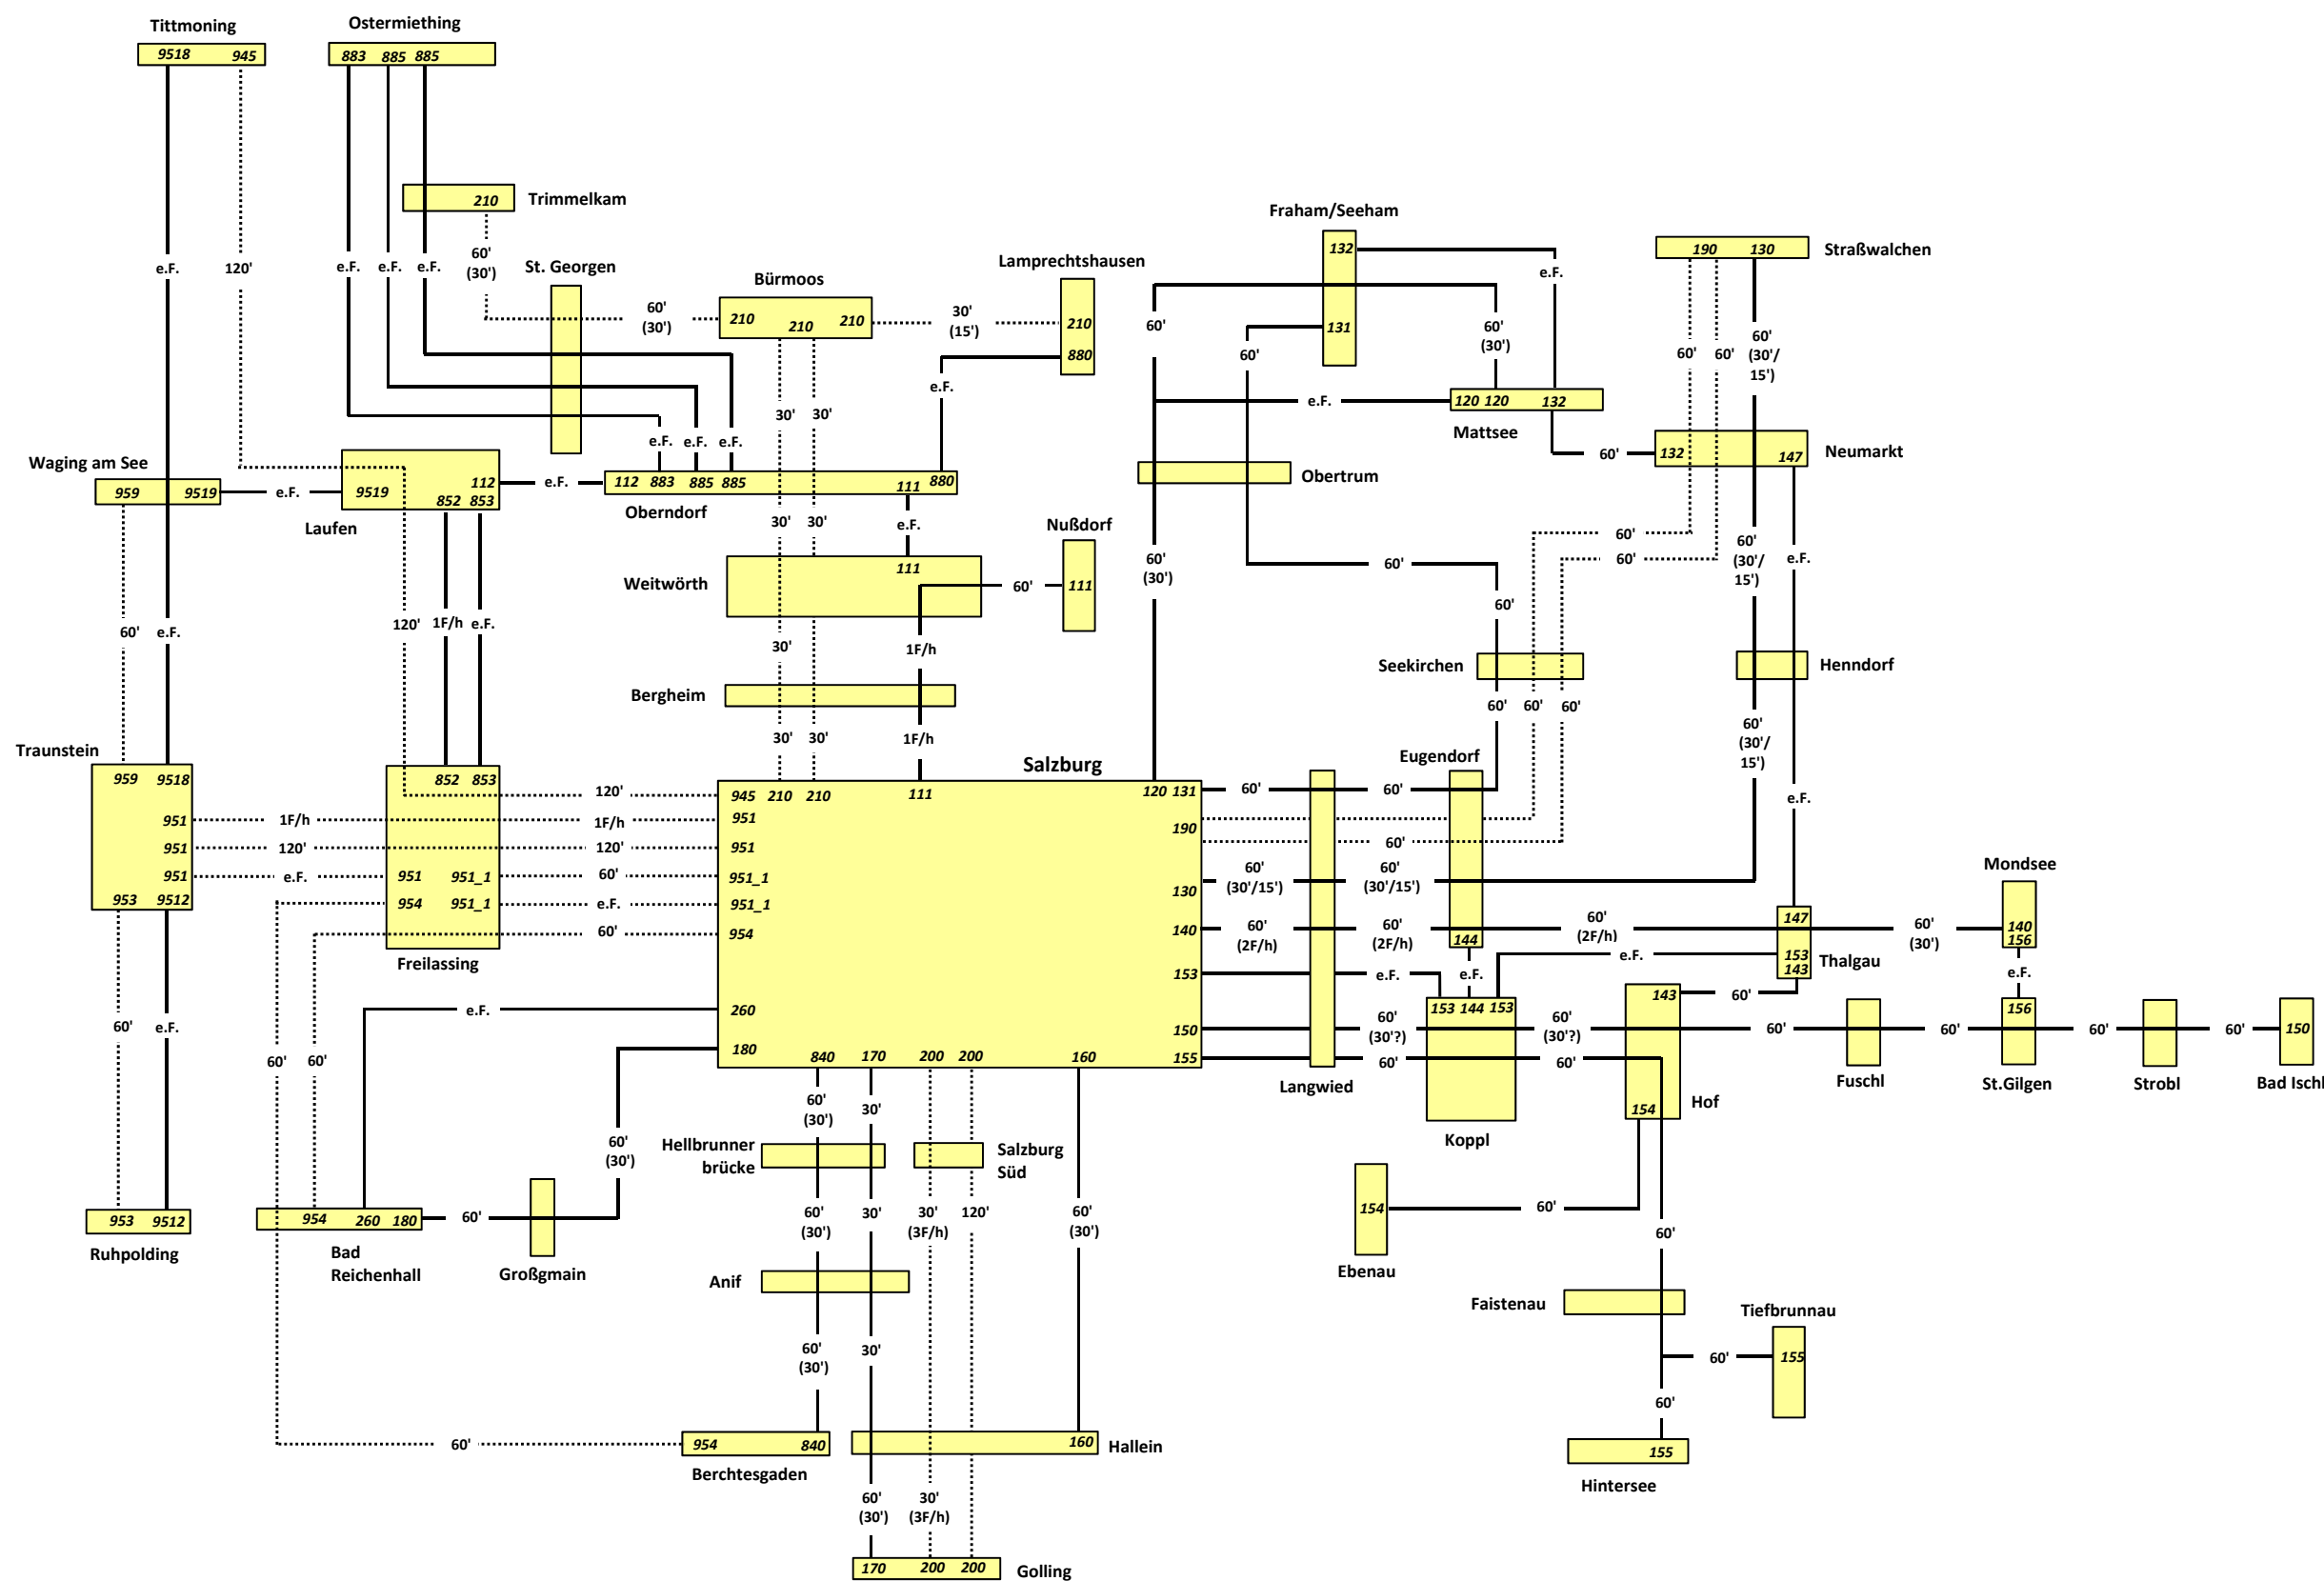 Tittmoning
Ostermiething
9518 945
883 885 885
210
Trimmelkam
60'
(30')
e.F. 120' e.F. e.F. e.F.
St. Georgen
60'
(30')
Bürmoos
210 210 210
30'
(15')
Lamprechtshausen
210
880
e.F.
30' 30'
Fraham/Seeham
132
131
e.F.
60'
60'
60'
(30')
e.F.
120 120 132
Mattsee
60'
190 130
Straßwalchen
60' 60'
60'
(30'/
15')
132 147
Neumarkt
Obertrum
Waging am See
959 9519
e.F.
9519 112
852 853
Laufen
e.F.
e.F. e.F. e.F.
112 883 885 885 111 880
Oberndorf
30' 30' e.F.
Weitwörth
111
Nußdorf
111
60'
1F/h
30'
Bergheim
30' 30' 1F/h
60' e.F.
120' 1F/h e.F.
60'
(30')
60'
60'
60'
60'
60'
(30'/
15')
e.F.
Seekirchen
60' 60' 60'
Henndorf
60'
(30'/
15')
e.F.
Traunstein
959 9518
951
951
951
953 9512
1F/h
120'
e.F.
852 853
951 951_1
954 951_1
Freilassing
120'
1F/h
120'
60'
e.F.
60'
Salzburg
945 210 210 111 120 131
951 190
951
951_1 130
951_1
954 140
153
260
180 150
840 170 200 200 160 155
60' 60'
Eugendorf
60'
60'
(30'/15')
60'
(30'/15')
60'
(2F/h)
60'
(2F/h)
144
60'
(2F/h)
Mondsee
140
156
60'
(30')
147
153
143
Thalgau
e.F.
e.F. e.F.
e.F.
153 144 153
143
60'
156
60'
(30'?)
60'
(30'?)
60' 60' 60' 60'
150
60' 60'
Langwied
Koppl
154
Hof
Fuschl
St.Gilgen
Strobl
Bad Ischl
e.F.
60' 60'
60' e.F.
60'
(30')
60'
(30')
30'
Hellbrunner
brücke
Salzburg
Süd
60'
(30')
30'
30'
(3F/h)
120'
60'
(30')
953 9512
Ruhpolding
954 260 180
Bad
Reichenhall
60'
Großgmain
Anif
60'
(30')
30'
154
Ebenau
60'
60'
Faistenau
Tiefbrunnau
60'
155
60'
155
Hintersee
60'
954 840
Berchtesgaden
160
Hallein
60'
(30')
30'
(3F/h)
170 200 200
Golling